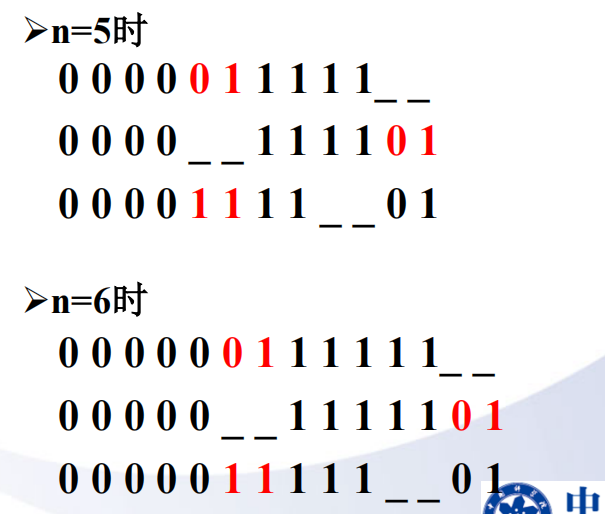 ➢n=5时
0 0 0 0 0 1 1 1 1 1_ _
0 0 0 0 _ _ 1 1 1 1 0 1
0 0 0 0 1 1 1 1 _ _ 0 1
➢n=6时
0 0 0 0 0 0 1 1 1 1 1 1_ _
0 0 0 0 0 _ _ 1 1 1 1 1 0 1
0 0 0 0 0 1 1 1 1 1 _ _ 0 1
中